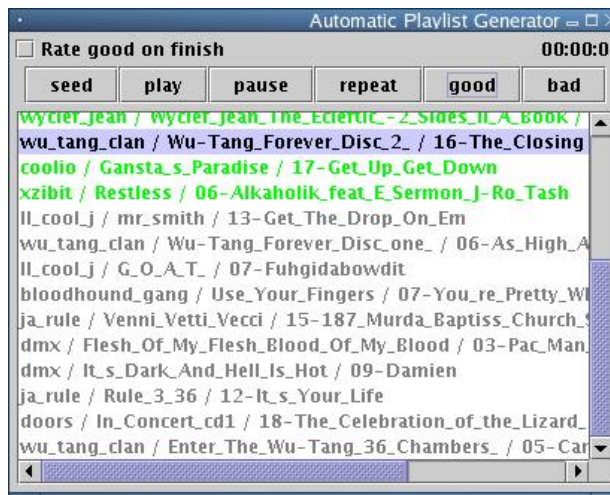 Automatic Playlist Generator
Rate good on finish 00:00:0
seed play pause repeat good bad
wyclef_jean / Wyclef_Jean_The_Ecleftic_-2_Sides_II_A_Book /
wu_tang_clan / Wu-Tang_Forever_Disc_2_ / 16-The_Closing
coolio / Gansta_s_Paradise / 17-Get_Up_Get_Down
xzibit / Restless / 06-Alkaholik_feat_E_Sermon_J-Ro_Tash
ll_cool_j / mr_smith / 13-Get_The_Drop_On_Em
wu_tang_clan / Wu-Tang_Forever_Disc_one_ / 06-As_High_A
ll_cool_j / G_O_A_T_ / 07-Fuhgidabowdit
bloodhound_gang / Use_Your_Fingers / 07-You_re_Pretty_Wl
ja_rule / Venni_Vetti_Vecci / 15-187_Murda_Baptiss_Church_S
dmx / Flesh_Of_My_Flesh_Blood_Of_My_Blood / 03-Pac_Man_
dmx / It_s_Dark_And_Hell_Is_Hot / 09-Damien
ja_rule / Rule_3_36 / 12-It_s_Your_Life
doors / In_Concert_cd1 / 18-The_Celebration_of_the_Lizard_
wu_tang_clan / Enter_The_Wu-Tang_36_Chambers_ / 05-Car